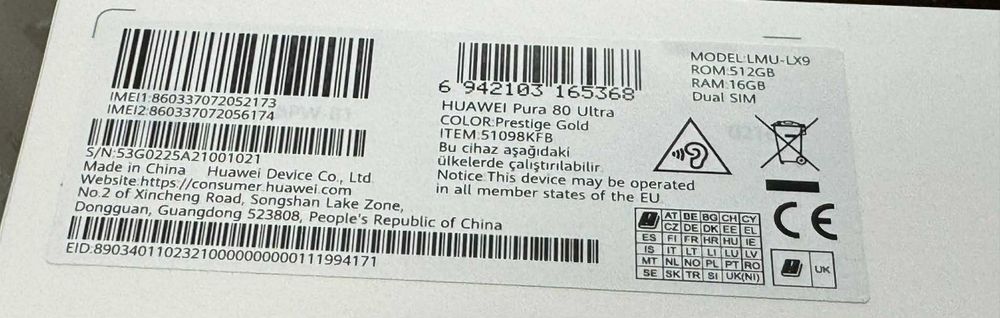 IMEI1:860337072052173
IMEI2:860337072056174
S/N:53G0225A21001021
Made in China Huawei Device Co., Ltd.
Website:https://consumer.huawei.com
No.2 of Xincheng Road, Songshan Lake Zone,
Dongguan, Guangdong 523808, People's Republic of China
EID:89034011023210000000000111994171
6 942103 165368
HUAWEI Pura 80 Ultra
COLOR:Prestige Gold
ITEM:51098KFB
Bu cihaz aşağıdaki
ülkelerde çalıştırılabilir.
Notice:This device may be operated
in all member states of the EU
MODEL:LMU-LX9
ROM:512GB
RAM:16GB
Dual SIM
CE
AT BE BG CH CY
CZ DE DK EE EL
ES FI FR HR HU IE
IS IT LT LI LU LV
MT NL NO PL PT RO
SE SK TR SI UK(NI)
UK